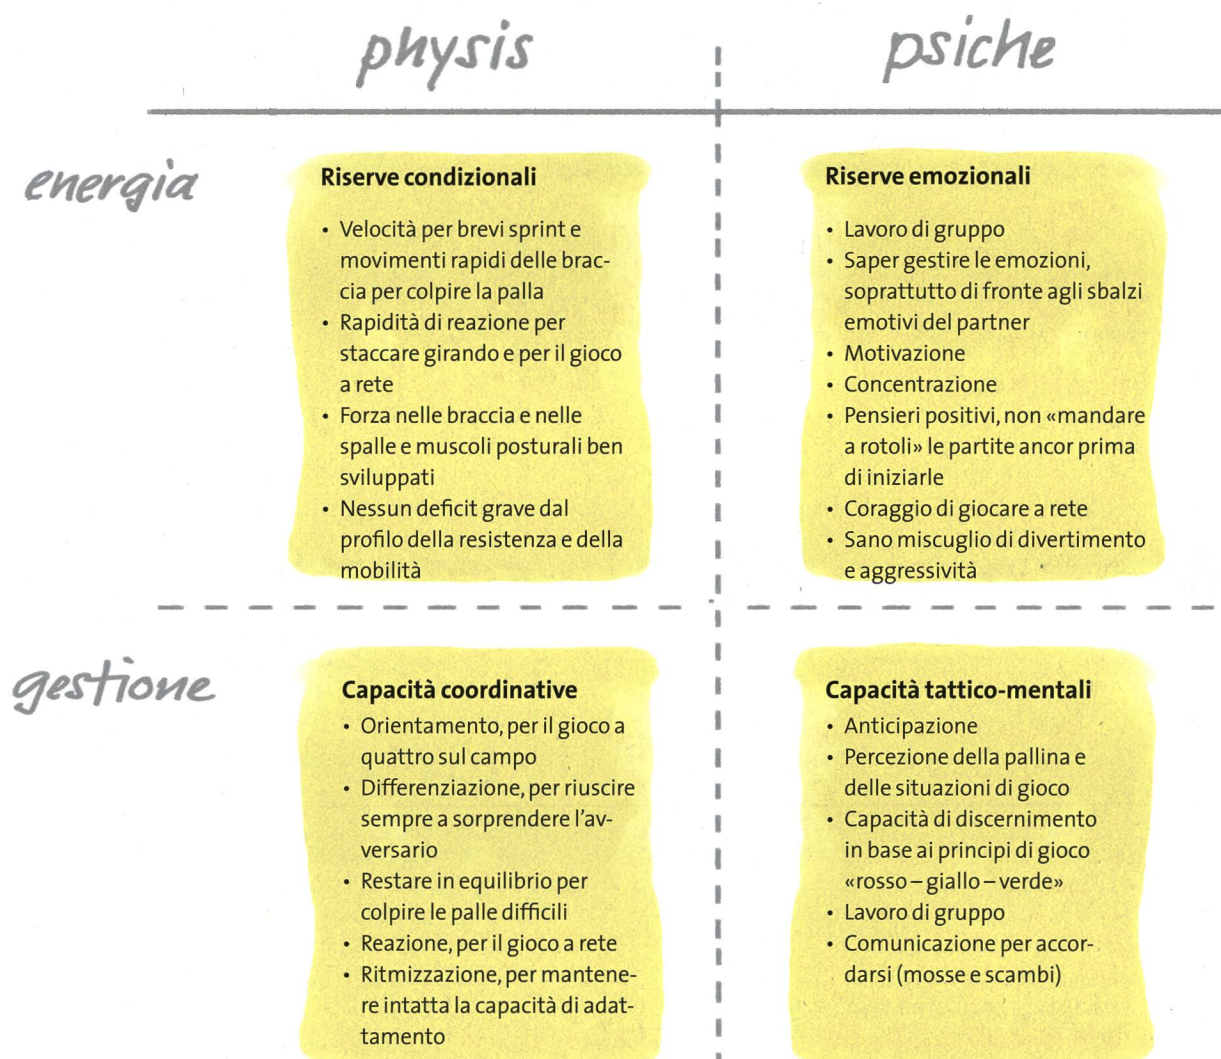 physis
psiche
energia
Riserve condizionali
• Velocità per brevi sprint e
movimenti rapidi delle brac-
cia per colpire la palla
• Rapidità di reazione per
staccare girando e per il gioco
a rete
• Forza nelle braccia e nelle
spalle e muscoli posturali ben
sviluppati
• Nessun deficit grave dal
profilo della resistenza e della
mobilità
Riserve emozionali
• Lavoro di gruppo
• Saper gestire le emozioni,
soprattutto di fronte agli sbalzi
emotivi del partner
• Motivazione
• Concentrazione
• Pensieri positivi, non «mandare
a rotoli» le partite ancor prima
di iniziarle
• Coraggio di giocare a rete
• Sano miscuglio di divertimento
e aggressività
gestione
Capacità coordinative
• Orientamento, per il gioco a
quattro sul campo
• Differenziazione, per riuscire
sempre a sorprendere l'av-
versario
• Restare in equilibrio per
colpire le palle difficili
• Reazione, per il gioco a rete
• Ritmizzazione, per mantene-
re intatta la capacità di adat-
tamento
Capacità tattico-mentali
• Anticipazione
• Percezione della pallina e
delle situazioni di gioco
• Capacità di discernimento
in base ai principi di gioco
«rosso – giallo – verde»
• Lavoro di gruppo
• Comunicazione per accor-
darsi (mosse e scambi)